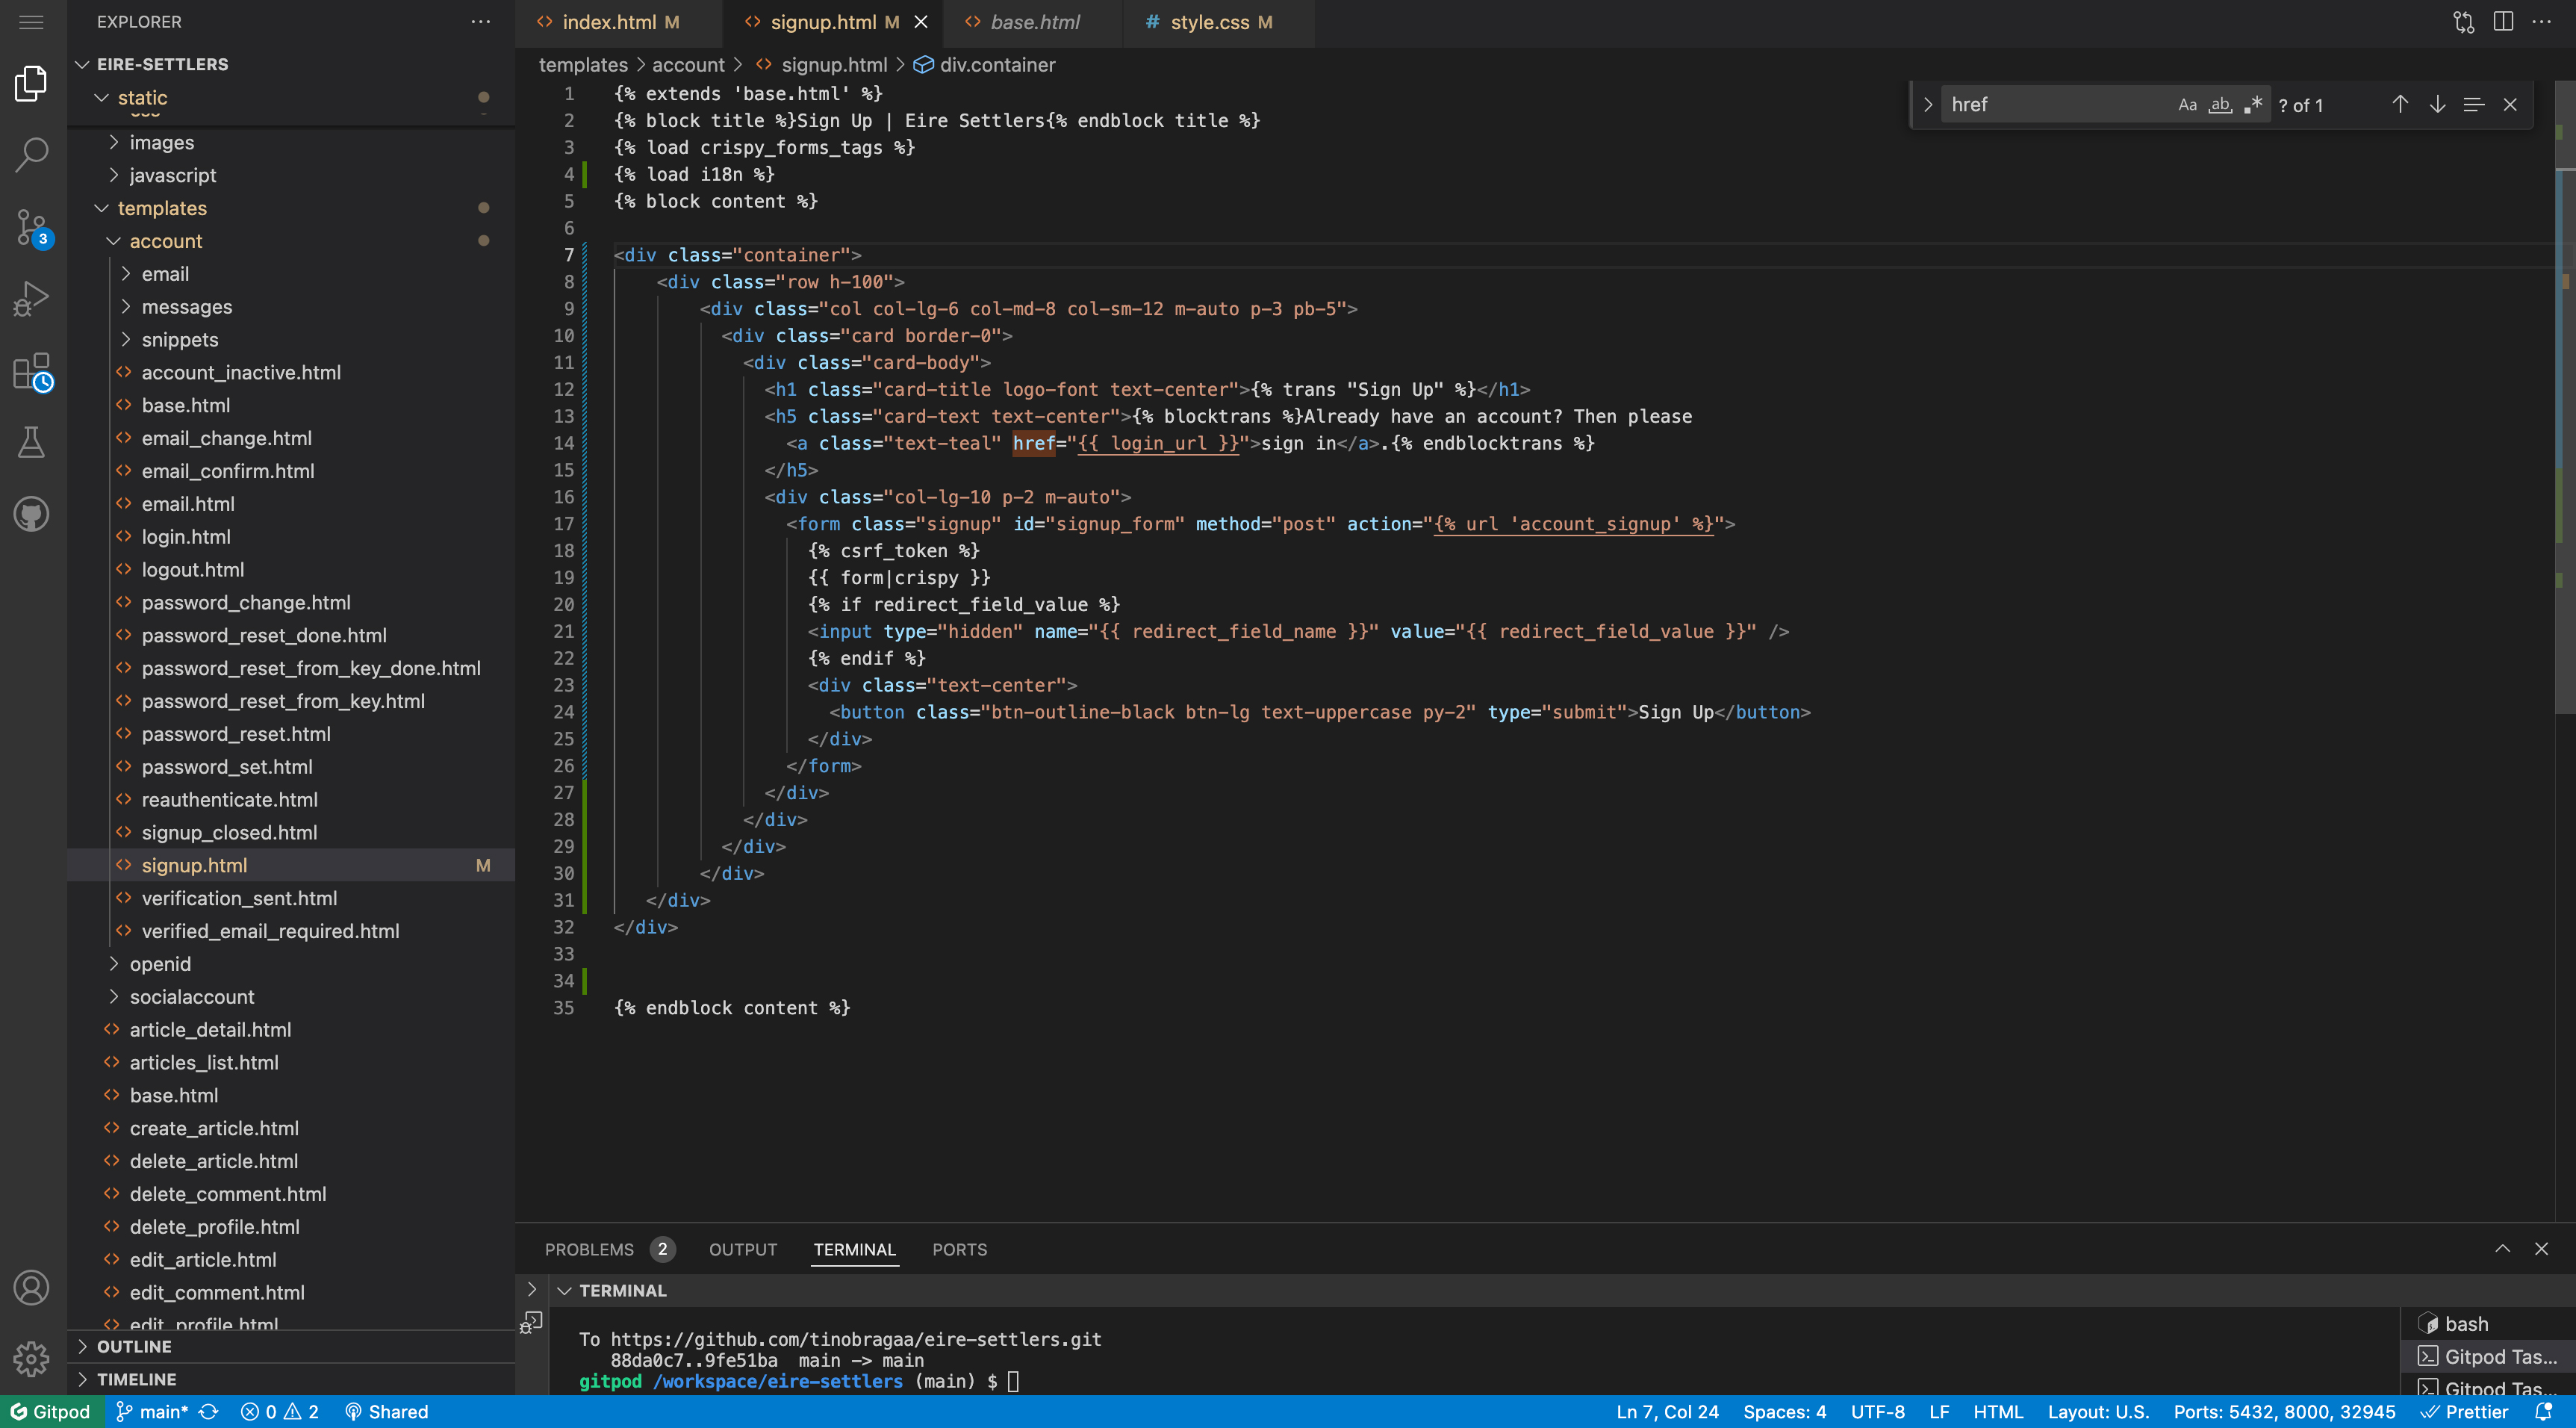 EXPLORER
EIRE-SETTLERS
static
images
javascript
templates
account
email
messages
snippets
account_inactive.html
base.html
email_change.html
email_confirm.html
email.html
login.html
logout.html
password_change.html
password_reset_done.html
password_reset_from_key_done.html
password_reset_from_key.html
password_reset.html
password_set.html
reauthenticate.html
signup_closed.html
signup.html M
verification_sent.html
verified_email_required.html
openid
socialaccount
article_detail.html
articles_list.html
base.html
create_article.html
delete_article.html
delete_comment.html
delete_profile.html
edit_article.html
edit_comment.html
edit_profile.html
OUTLINE
TIMELINE
3
index.html M
signup.html M
base.html
# style.css M
templates > account > signup.html > div.container
href Aa ab .* ? of 1
1 {% extends 'base.html' %}
2 {% block title %}Sign Up | Eire Settlers{% endblock title %}
3 {% load crispy_forms_tags %}
4 {% load i18n %}
5 {% block content %}
6
7 <div class="container">
8 <div class="row h-100">
9 <div class="col col-lg-6 col-md-8 col-sm-12 m-auto p-3 pb-5">
10 <div class="card border-0">
11 <div class="card-body">
12 <h1 class="card-title logo-font text-center">{% trans "Sign Up" %}</h1>
13 <h5 class="card-text text-center">{% blocktrans %}Already have an account? Then please
14 <a class="text-teal" href="{{ login_url }}">sign in</a>.{% endblocktrans %}
15 </h5>
16 <div class="col-lg-10 p-2 m-auto">
17 <form class="signup" id="signup_form" method="post" action="{% url 'account_signup' %}">
18 {% csrf_token %}
19 {{ form|crispy }}
20 {% if redirect_field_value %}
21 <input type="hidden" name="{{ redirect_field_name }}" value="{{ redirect_field_value }}" />
22 {% endif %}
23 <div class="text-center">
24 <button class="btn-outline-black btn-lg text-uppercase py-2" type="submit">Sign Up</button>
25 </div>
26 </form>
27 </div>
28 </div>
29 </div>
30 </div>
31 </div>
32 </div>
33
34
35 {% endblock content %}
PROBLEMS 2 OUTPUT TERMINAL PORTS
TERMINAL
To https://github.com/tinobragaa/eire-settlers.git
88da0c7..9fe51ba main -> main
gitpod /workspace/eire-settlers (main) $
bash
Gitpod Tas...
Gitpod Tas...
Gitpod main* 0 2 Shared Ln 7, Col 24 Spaces: 4 UTF-8 LF HTML Layout: U.S. Ports: 5432, 8000, 32945 Prettier